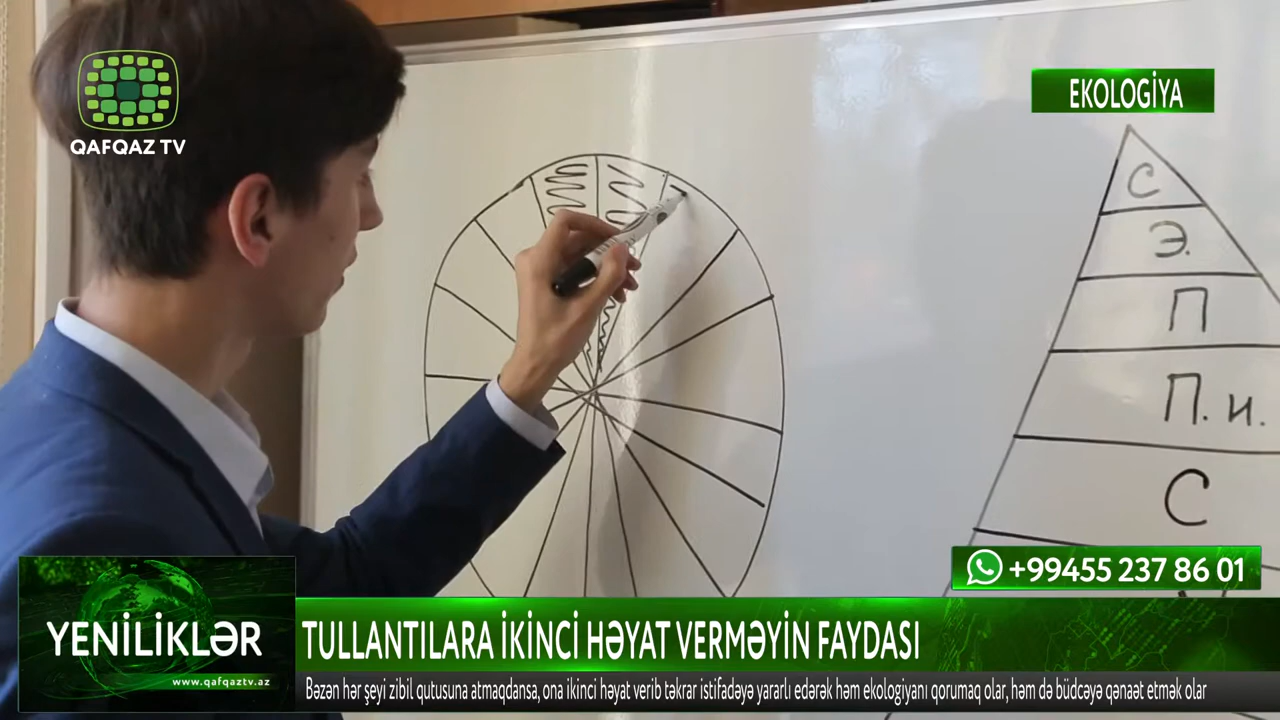 QAFQAZ TV
EKOLOGİYA
С
Э.
П
П.и.
С
+99455 237 86 01
YENİLİKLƏR
www.qafqaztv.az
TULLANTILARA İKİNCİ HƏYAT VERMƏYİN FAYDASI
Bəzən hər şeyi zibil qutusuna atmaqdansa, ona ikinci həyat verib təkrar istifadəyə yararlı edərək həm ekologiyanı qorumaq olar, həm də büdcəyə qənaət etmək olar